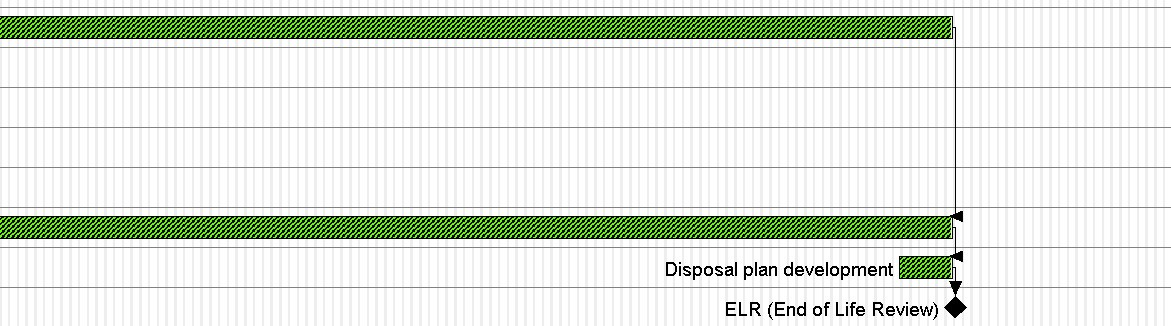 Disposal plan development
ELR (End of Life Review)